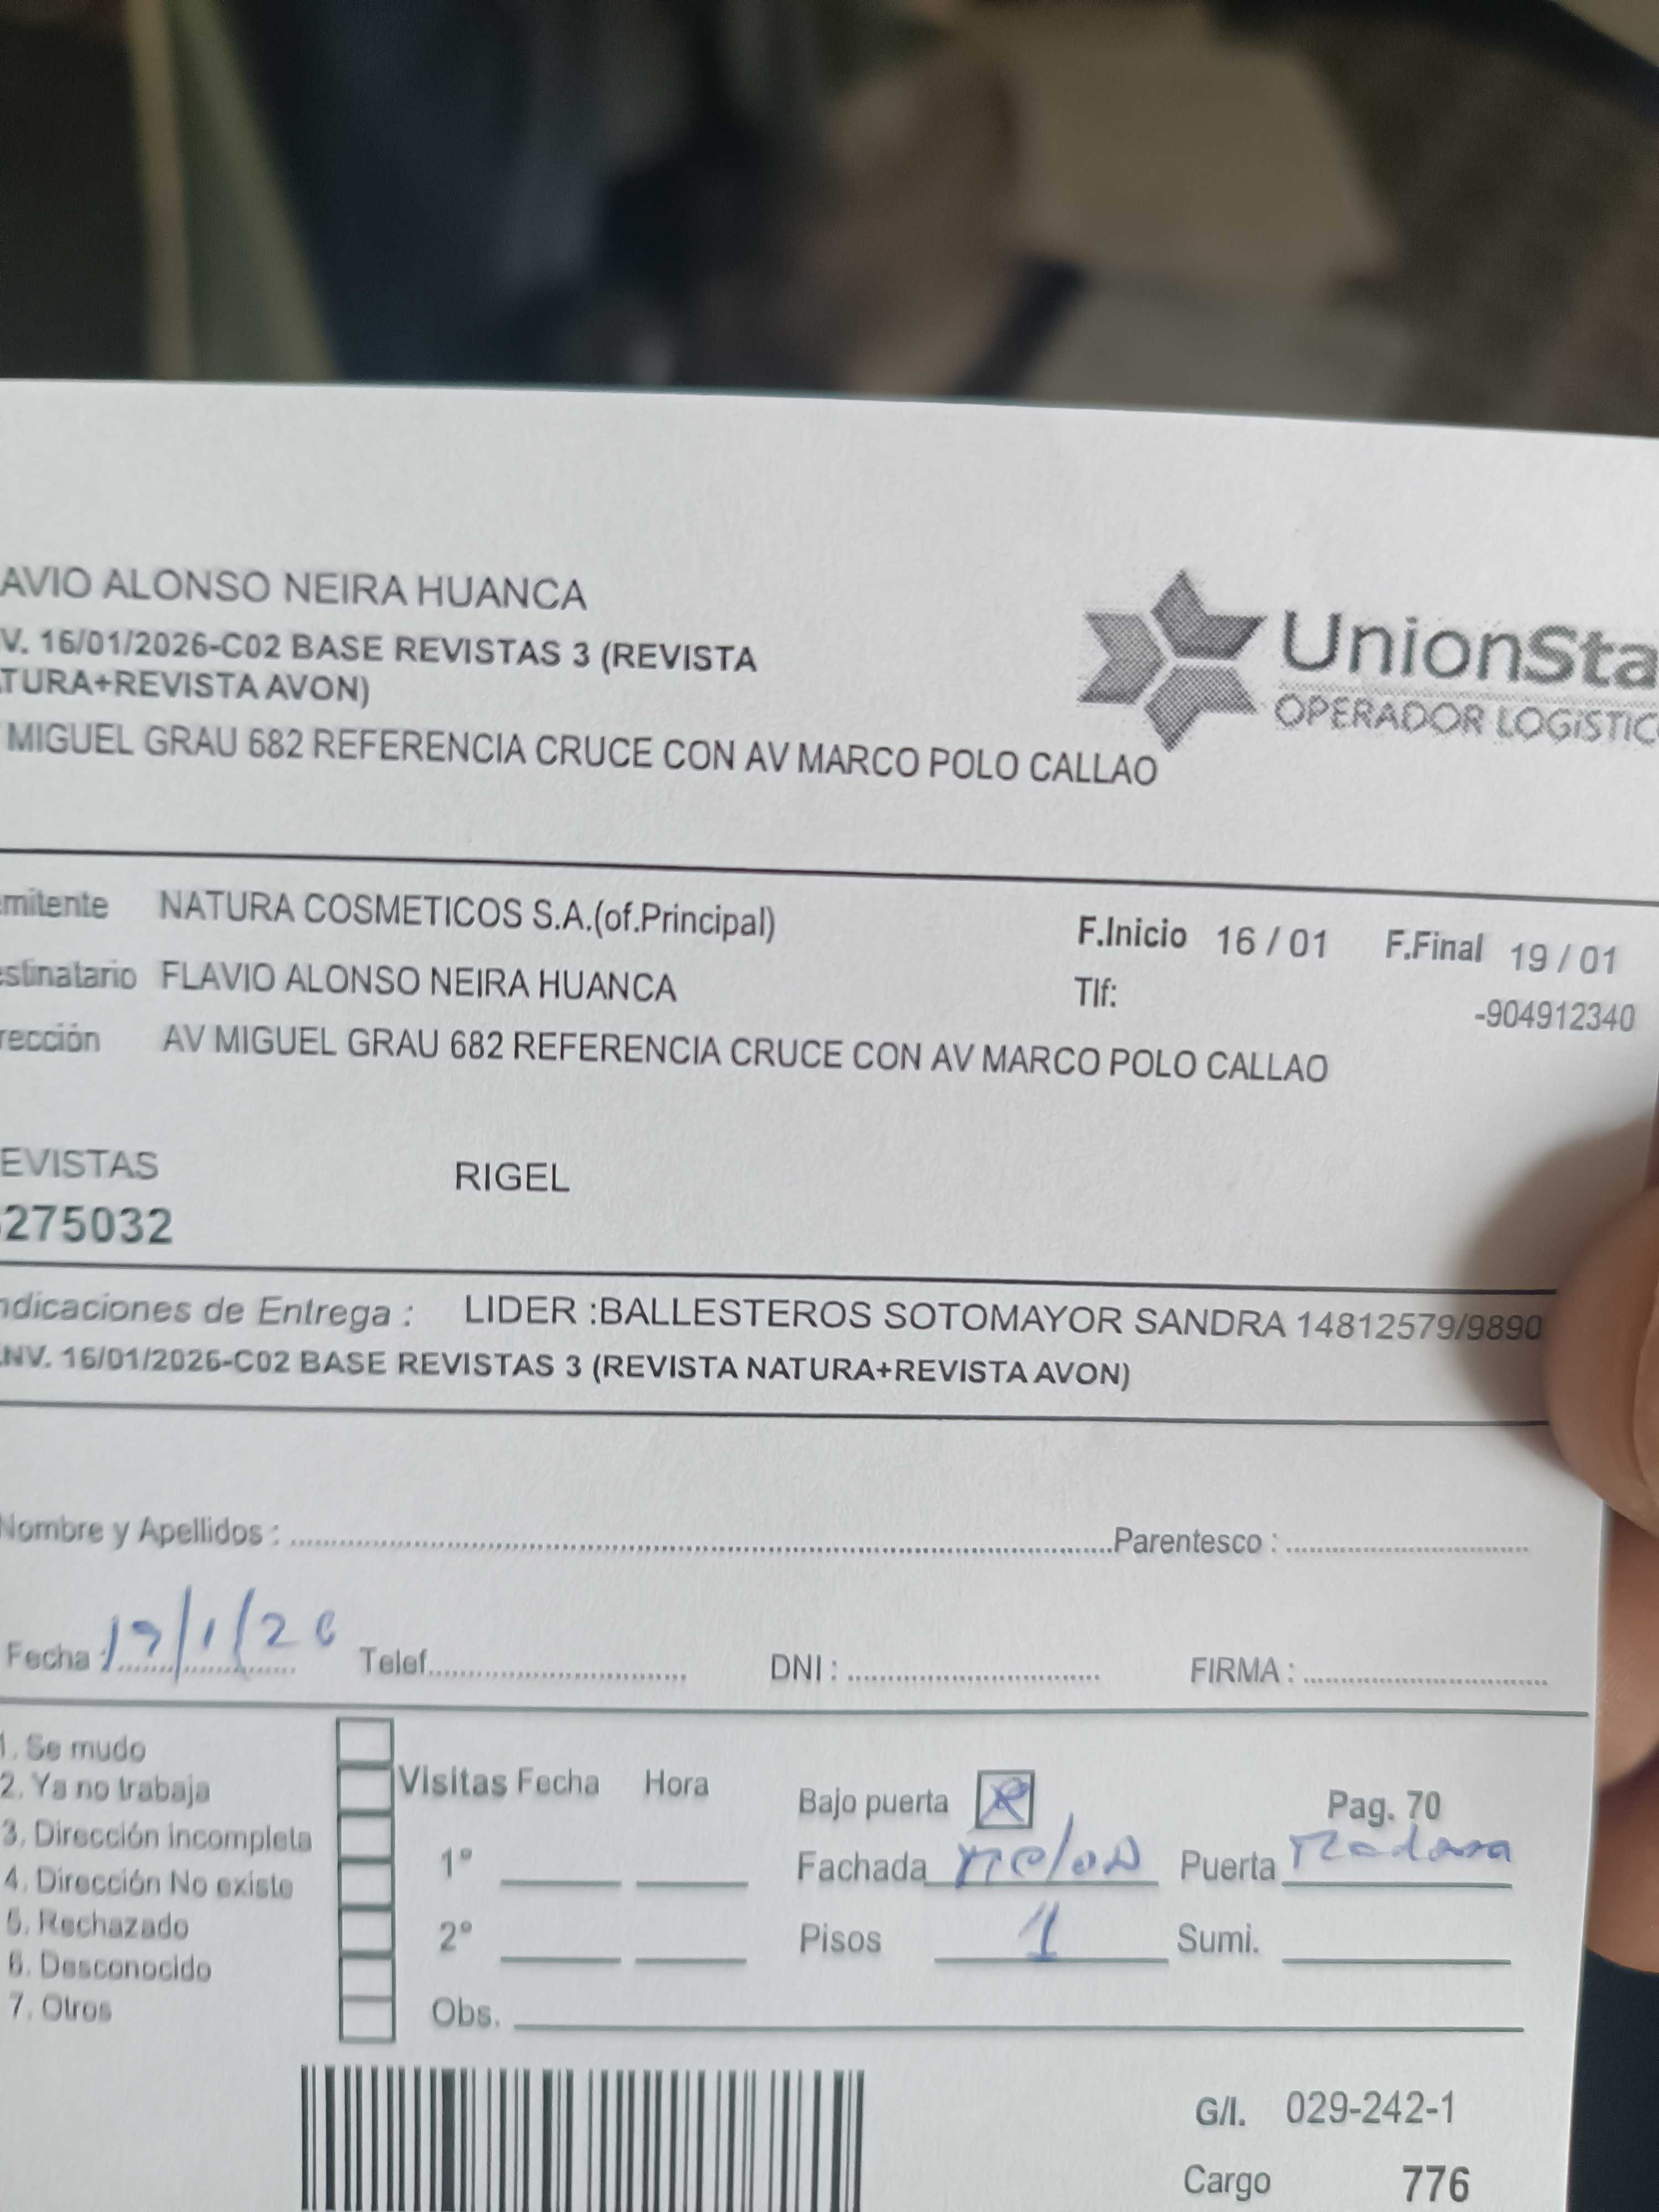 AVIO ALONSO NEIRA HUANCA
V. 16/01/2026-C02 BASE REVISTAS 3 (REVISTA
TURA+REVISTA AVON)
MIGUEL GRAU 682 REFERENCIA CRUCE CON AV MARCO POLO CALLAO
UnionSta
OPERADOR LOGÍSTIC
mitente NATURA COSMETICOS S.A.(of.Principal) F.Inicio 16 / 01 F.Final 19 / 01
estinatario FLAVIO ALONSO NEIRA HUANCA Tlf: -904912340
rección AV MIGUEL GRAU 682 REFERENCIA CRUCE CON AV MARCO POLO CALLAO
EVISTAS RIGEL
275032
ndicaciones de Entrega : LIDER :BALLESTEROS SOTOMAYOR SANDRA 14812579/9890
NV. 16/01/2026-C02 BASE REVISTAS 3 (REVISTA NATURA+REVISTA AVON)
Nombre y Apellidos : Parentesco :
Fecha : 19/1/26 Telef. DNI : FIRMA :
1. Se mudo
2. Ya no trabaja
3. Dirección incompleta
4. Dirección No existe
5. Rechazado
6. Desconocido
7. Otros
Visitas Fecha Hora
1°
2°
Obs.
Bajo puerta Pag. 70
Fachada Puerta
Pisos 1 Sumi.
G/I. 029-242-1
Cargo 776